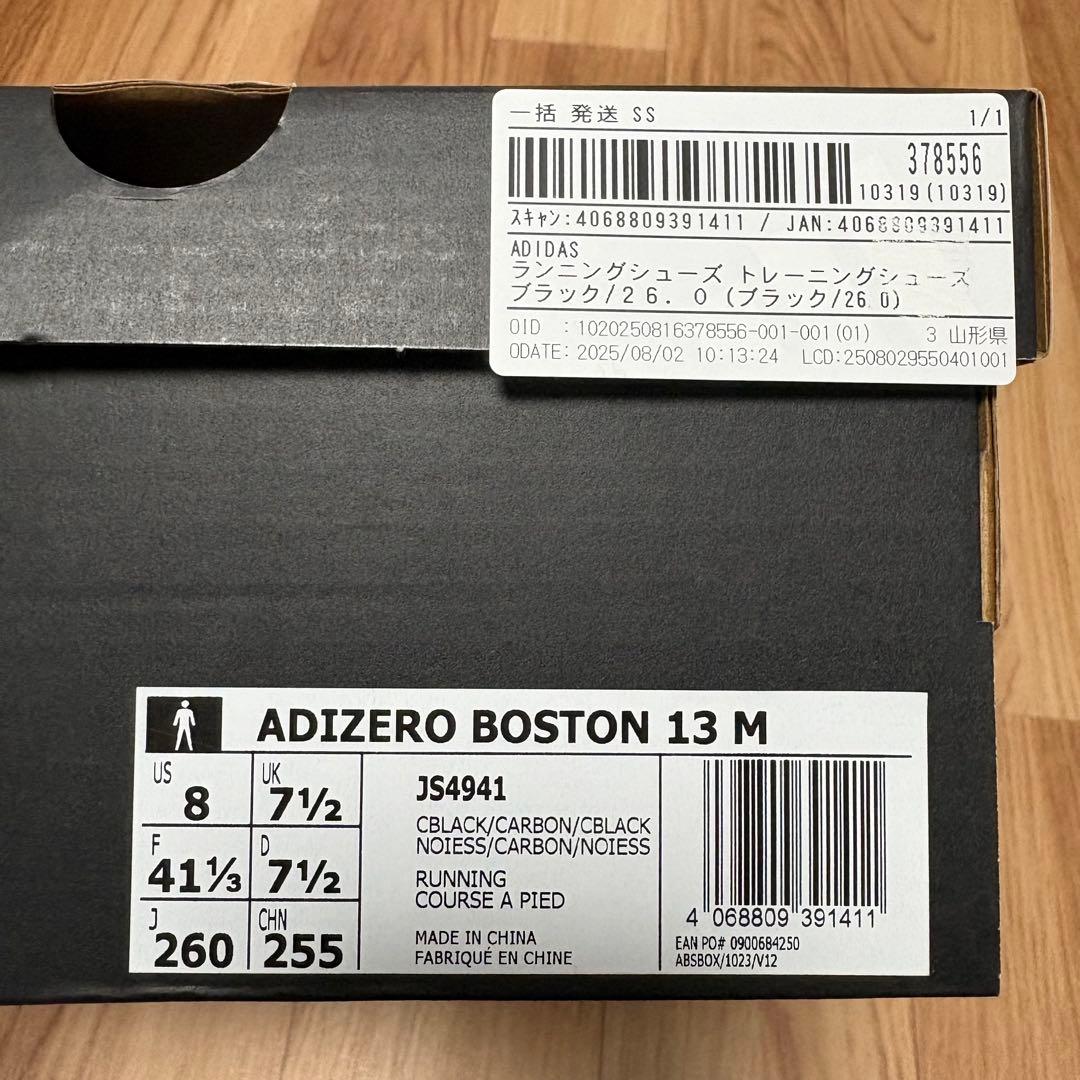 一括 発送 SS 1/1
378556
10319(10319)
スキャン:4068809391411 / JAN:4068809391411
ADIDAS
ランニングシューズ トレーニングシューズ
ブラック/26.0(ブラック/26.0)
OID :1020250816378556-001-001(01) 3 山形県
ODATE:2025/08/02 10:13:24 LCD:2508029550401001
ADIZERO BOSTON 13 M
US 8 UK 7½
F 41⅓ D 7½
J 260 CHN 255
JS4941
CBLACK/CARBON/CBLACK
NOIESS/CARBON/NOIESS
RUNNING
COURSE A PIED
MADE IN CHINA
FABRIQUÉ EN CHINE
4 068809 391411
EAN PO# 0900684250
ABSBOX/1023/V12